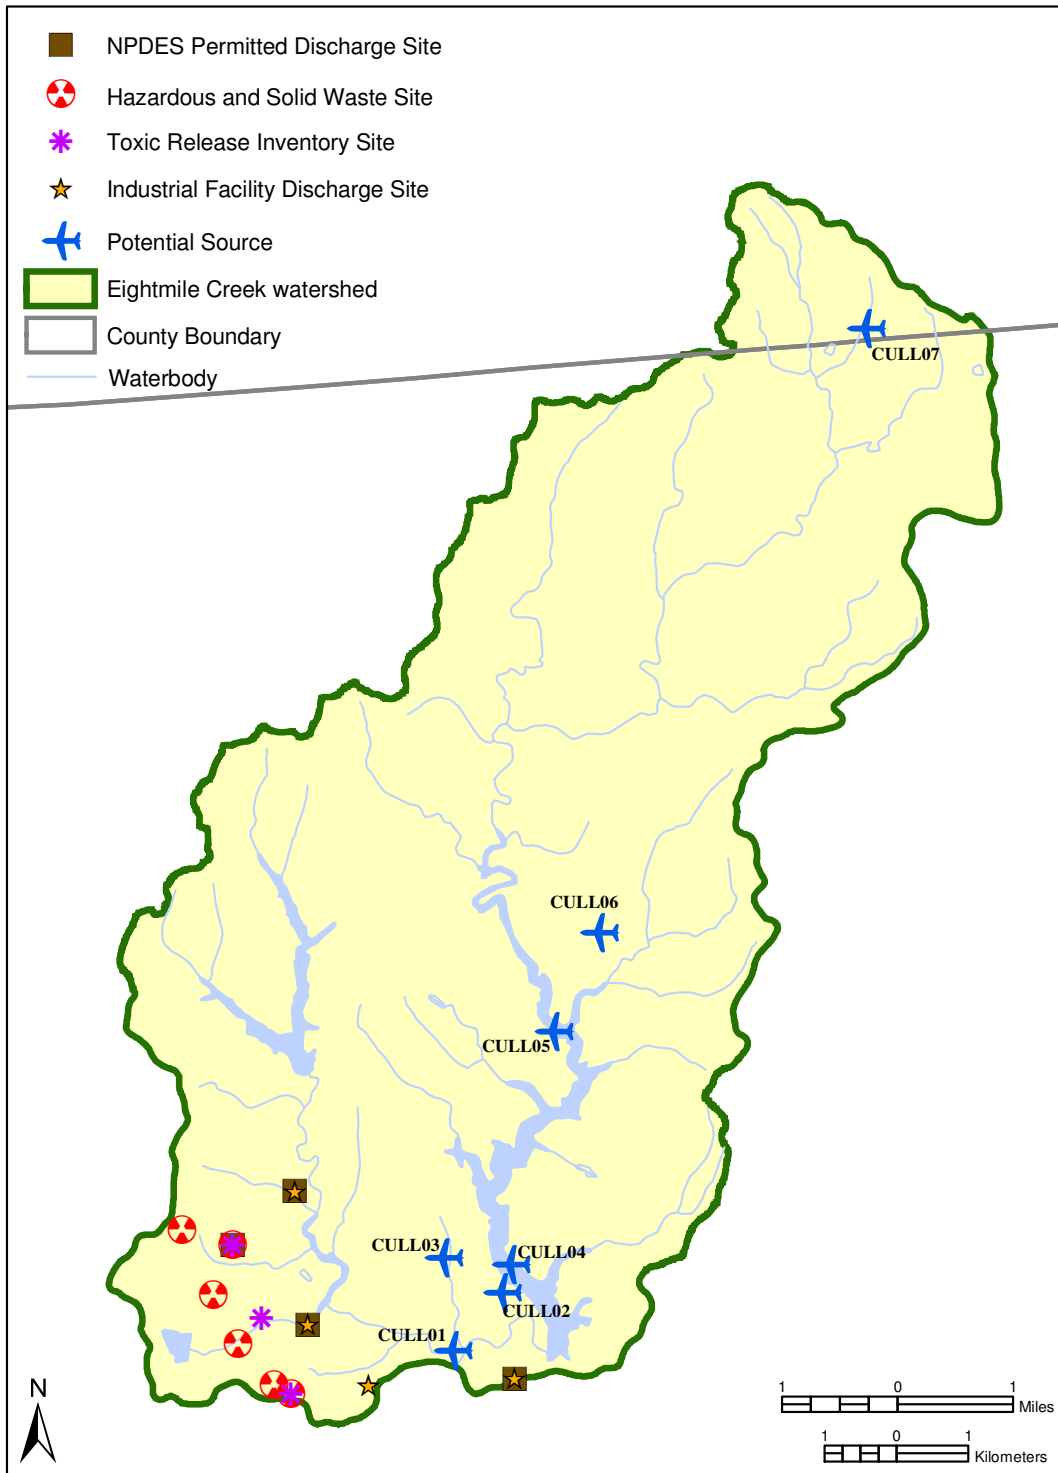 NPDES Permitted Discharge Site
Hazardous and Solid Waste Site
Toxic Release Inventory Site
Industrial Facility Discharge Site
Potential Source
Eightmile Creek watershed
County Boundary
Waterbody
CULL07
CULL06
CULL05
CULL03
CULL04
CULL02
CULL01
N
1 0 1 Miles
1 0 1 Kilometers